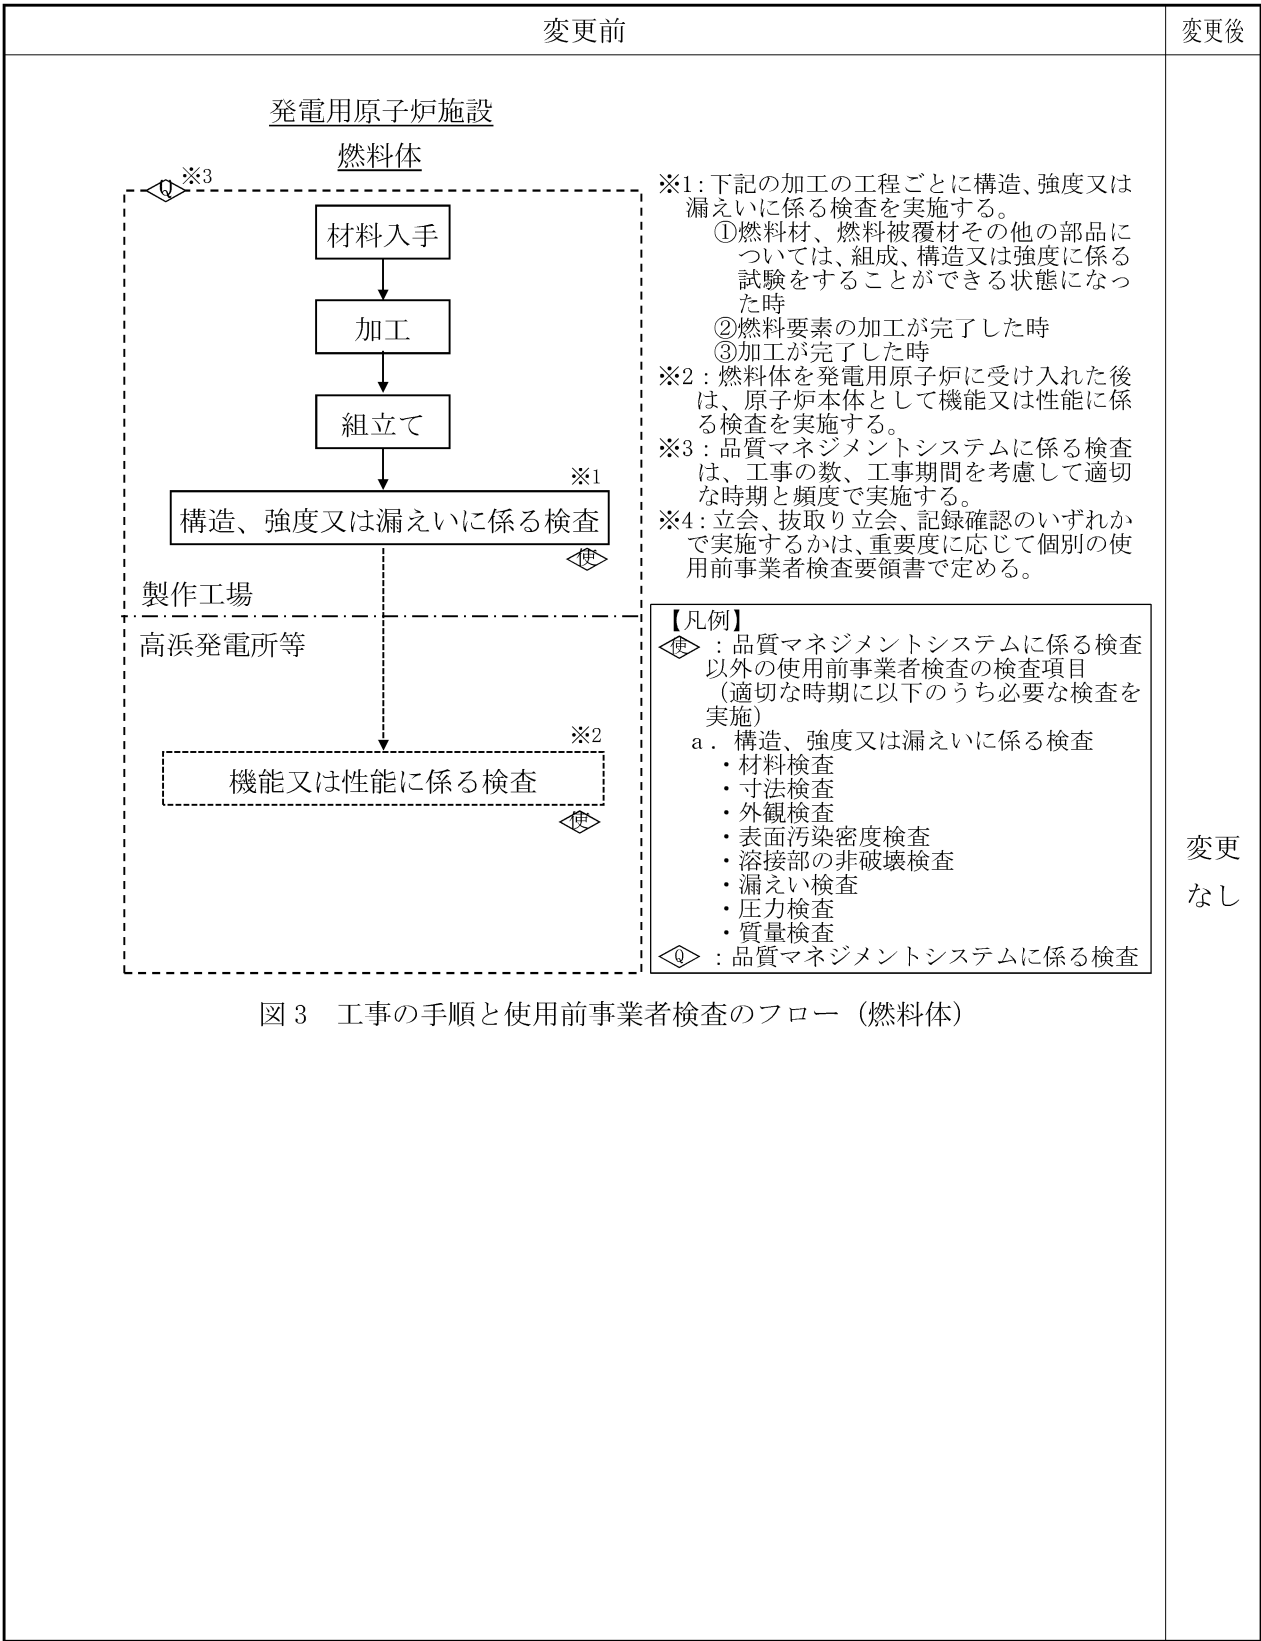 変更前
変更後
発電用原子炉施設
燃料体
Q
※3
材料入手
加工
組立て
※1
構造、強度又は漏えいに係る検査
使
製作工場
高浜発電所等
※2
機能又は性能に係る検査
使
※1：下記の加工の工程ごとに構造、強度又は
漏えいに係る検査を実施する。
①燃料材、燃料被覆材その他の部品に
ついては、組成、構造又は強度に係る
試験をすることができる状態になっ
た時
②燃料要素の加工が完了した時
③加工が完了した時
※2：燃料体を発電用原子炉に受け入れた後
は、原子炉本体として機能又は性能に係
る検査を実施する。
※3：品質マネジメントシステムに係る検査
は、工事の数、工事期間を考慮して適切
な時期と頻度で実施する。
※4：立会、抜取り立会、記録確認のいずれか
で実施するかは、重要度に応じて個別の使
用前事業者検査要領書で定める。
【凡例】
使：品質マネジメントシステムに係る検査
以外の使用前事業者検査の検査項目
（適切な時期に以下のうち必要な検査を
実施）
a．構造、強度又は漏えいに係る検査
・材料検査
・寸法検査
・外観検査
・表面汚染密度検査
・溶接部の非破壊検査
・漏えい検査
・圧力検査
・質量検査
Q：品質マネジメントシステムに係る検査
図3　工事の手順と使用前事業者検査のフロー（燃料体）
変更
なし